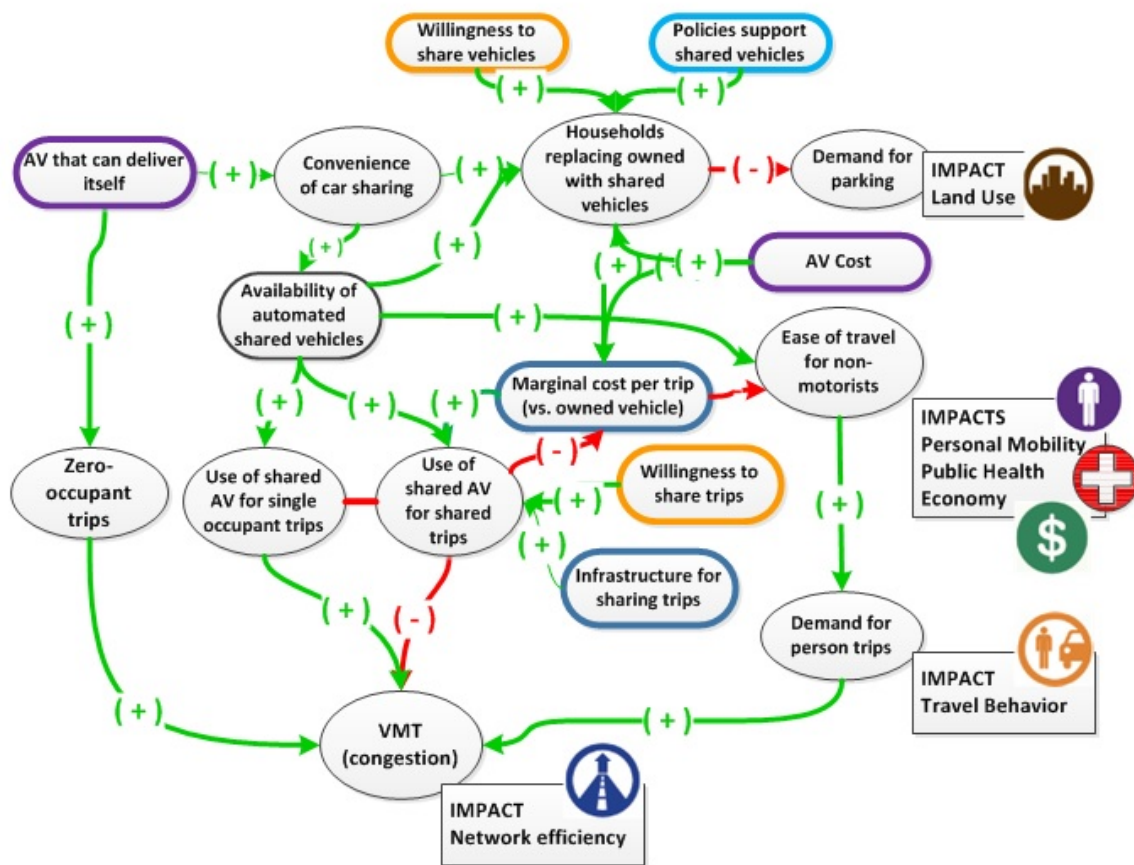 Willingness to
share vehicles
Policies support
shared vehicles
( + )
( + )
AV that can deliver
itself
( + )
Convenience
of car sharing
( + )
Households
replacing owned
with shared
vehicles
( - )
Demand for
parking
IMPACT
Land Use
( + )
( + )
( + )
( + )
AV Cost
Availability of
automated
shared vehicles
( + )
( + )
Ease of travel
for non-
motorists
Marginal cost per trip
(vs. owned vehicle)
( + )
( + )
( + )
( - )
IMPACTS
Personal Mobility
Public Health
Economy
$
Zero-
occupant
trips
Use of shared
AV for single
occupant trips
Use of
shared AV
for shared
trips
Willingness to
share trips
( + )
( + )
( + )
Infrastructure for
sharing trips
( + )
( - )
Demand for
person trips
IMPACT
Travel Behavior
( + )
( + )
VMT
(congestion)
IMPACT
Network efficiency